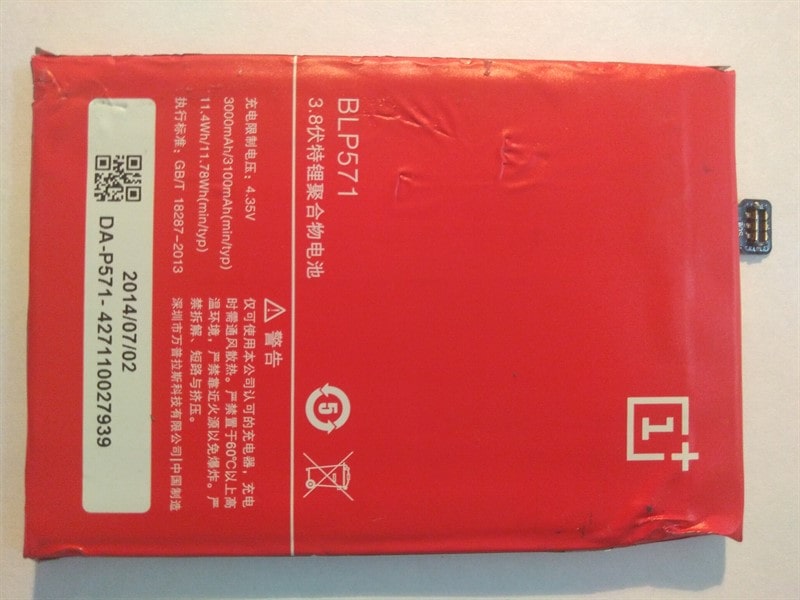 BLP571
3.8伏特锂聚合物电池
充电限制电压：4.35V
3000mAh/3100mAh(min/typ)
11.4Wh/11.78Wh(min/typ)
执行标准：GB/T 18287-2013
警告
仅可使用本公司认可的充电器，充电
时需通风散热。严禁置于60℃以上高
温环境，严禁靠近火源以免爆炸。严
禁拆解、短路与挤压。
深圳市万普拉斯科技有限公司|中国制造
2014/07/02
DA-P571- 427110027939
5
1+